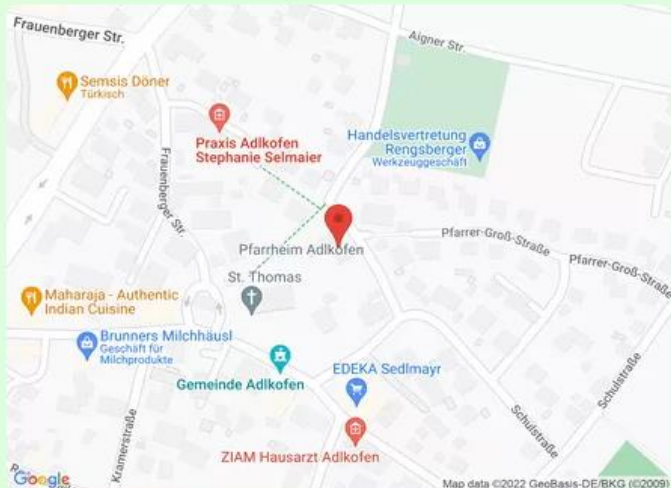 Frauenberger Str.
Aigner Str.
Semsis Döner
Türkisch
Praxis Adlkofen
Stephanie Selmaier
Handelsvertretung
Rengsberger
Werkzeuggeschäft
Frauenberger Str.
Pfarrheim Adlkofen
Pfarrer-Groß-Straße
Pfarrer-Groß-Straße
St. Thomas
Maharaja - Authentic
Indian Cuisine
Brunners Milchhäusl
Geschäft für
Milchprodukte
Gemeinde Adlkofen
EDEKA Sedlmayr
Kramerstraße
Schulstraße
Schulstraße
ZIAM Hausarzt Adlkofen
Google
Map data ©2022 GeoBasis-DE/BKG (©2009)